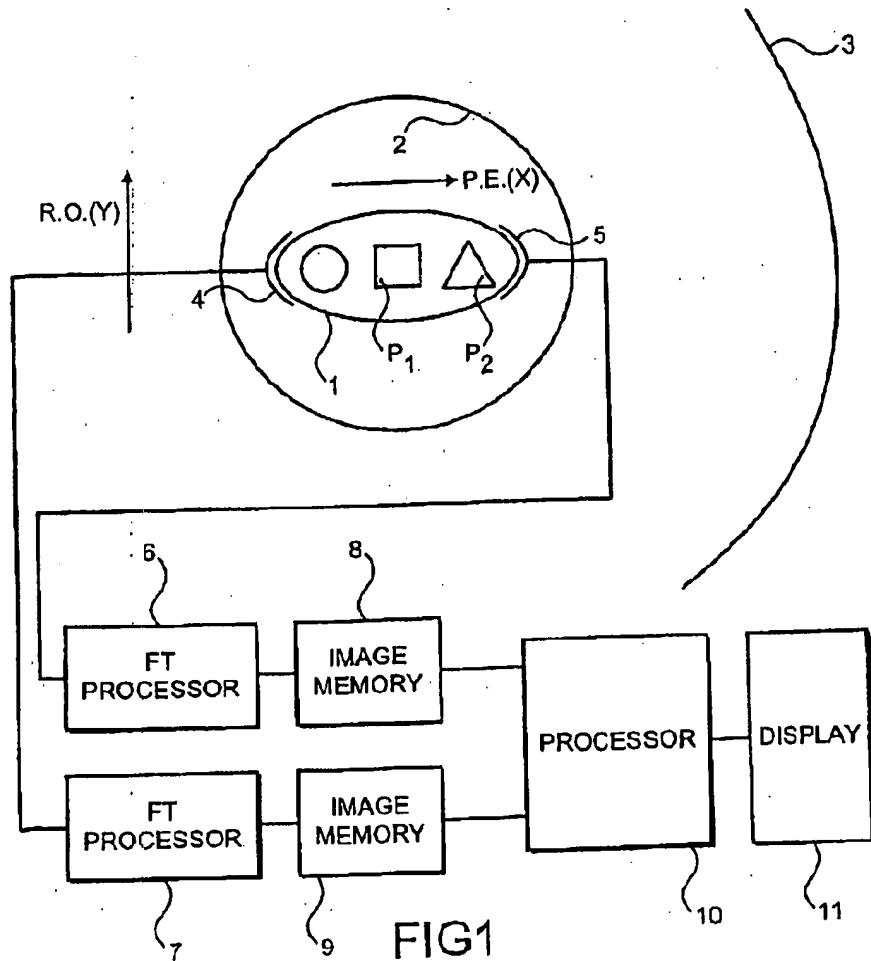 3
2
P.E.(X)
R.O.(Y)
5
4
1
P1
P2
6
8
FT
PROCESSOR
IMAGE
MEMORY
PROCESSOR
DISPLAY
FT
PROCESSOR
IMAGE
MEMORY
7
9
10
11
FIG1